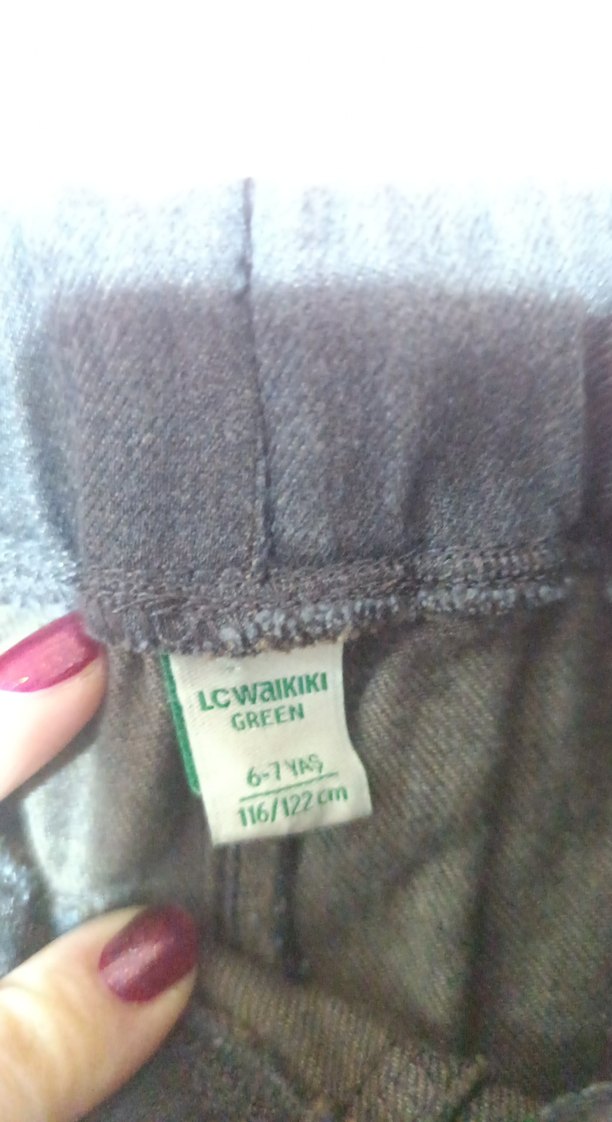 LCWAIKIKI
GREEN
6-7 YAŞ
116/122 cm